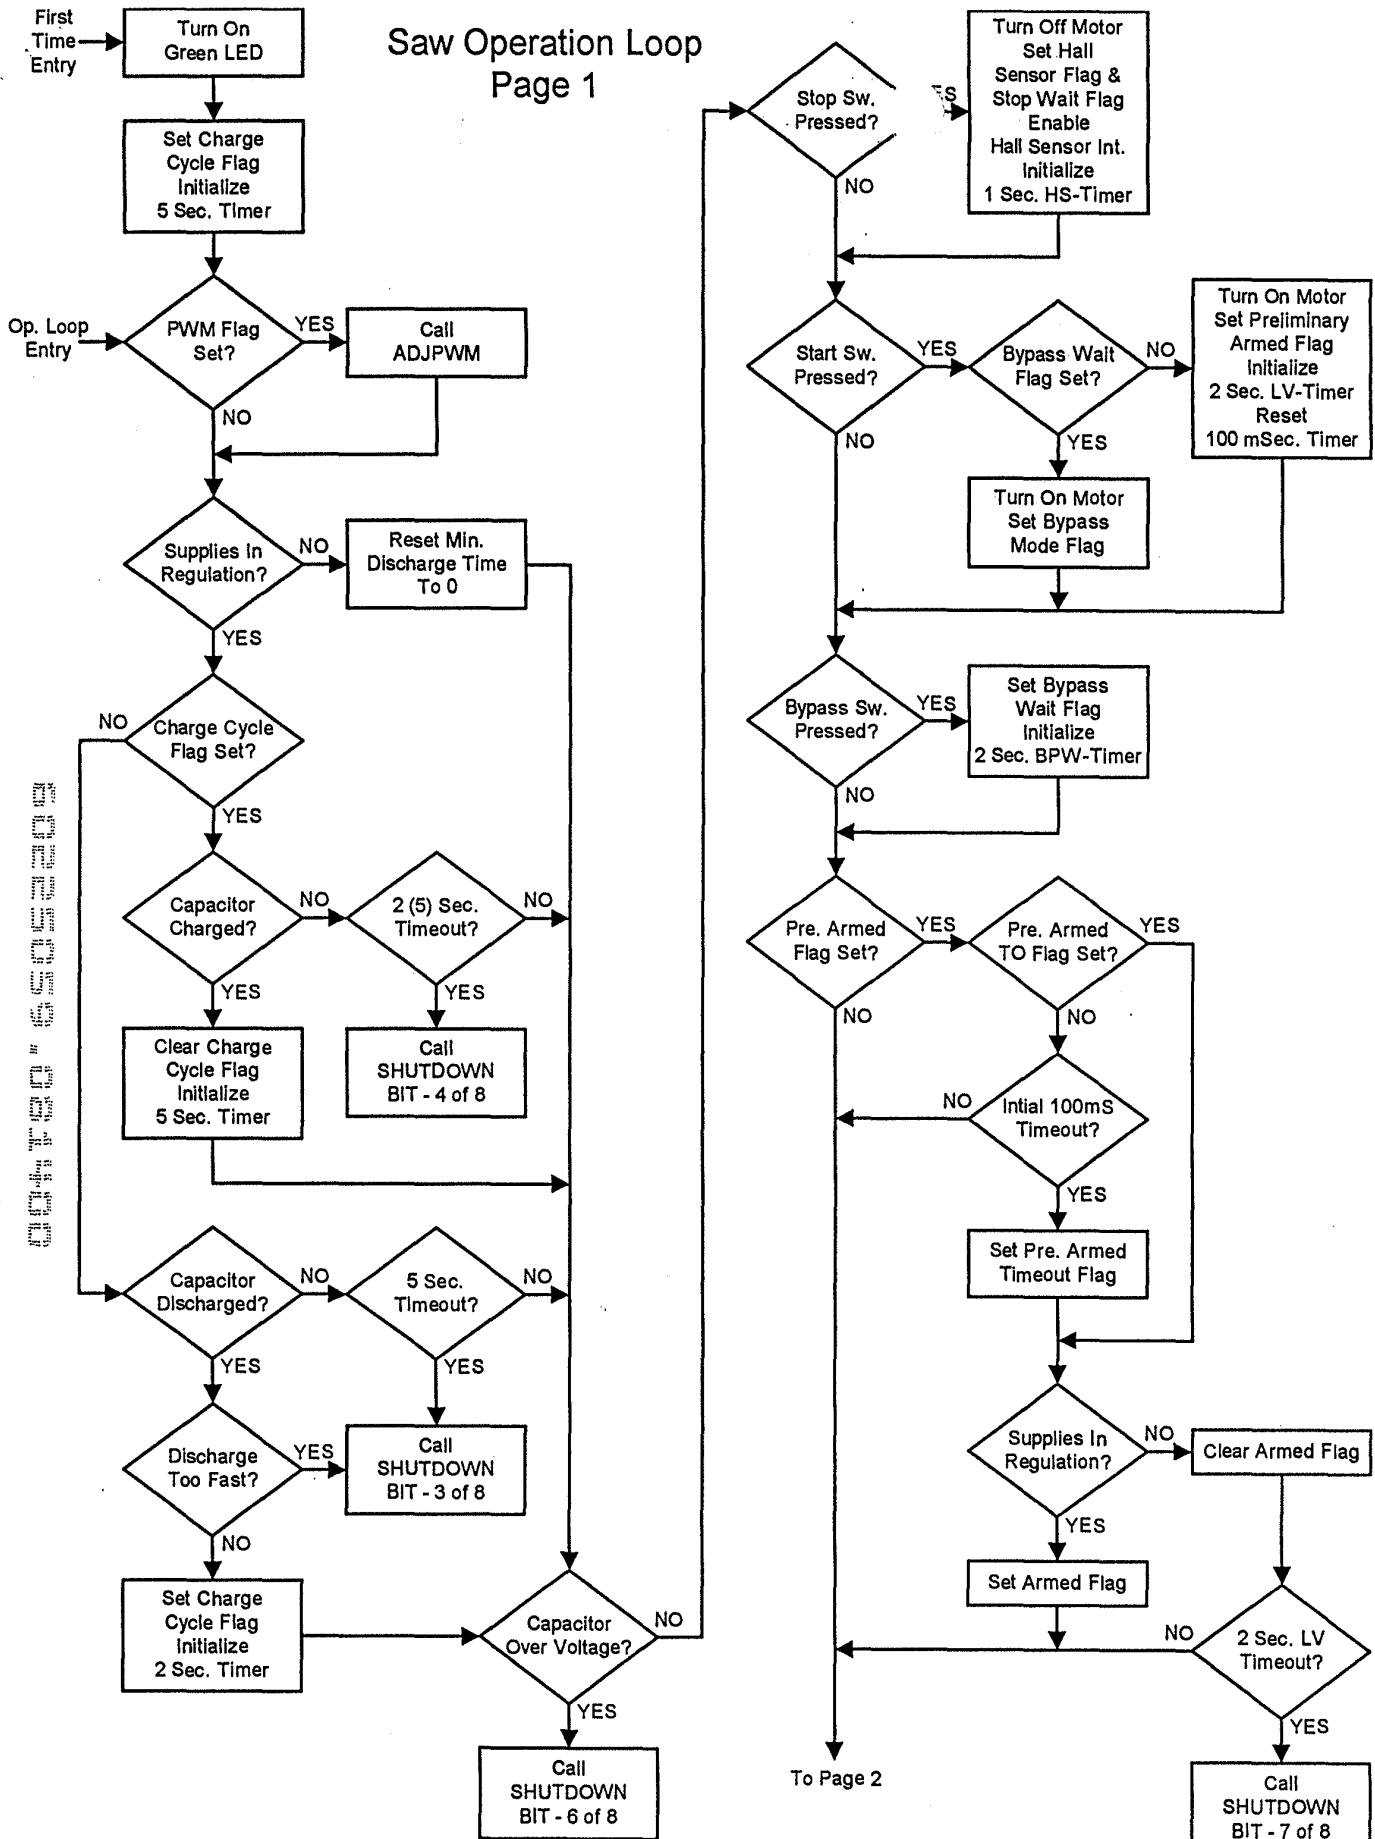 Saw Operation Loop
Page 1
First
Time
Entry
Turn On
Green LED
Set Charge
Cycle Flag
Initialize
5 Sec. Timer
Op. Loop
Entry
PWM Flag
Set?
YES
Call
ADJPWM
NO
Supplies In
Regulation?
NO
Reset Min.
Discharge Time
To 0
YES
NO
Charge Cycle
Flag Set?
YES
Capacitor
Charged?
NO
2 (5) Sec.
Timeout?
NO
YES
YES
Clear Charge
Cycle Flag
Initialize
5 Sec. Timer
Call
SHUTDOWN
BIT - 4 of 8
Capacitor
Discharged?
NO
5 Sec.
Timeout?
NO
YES
YES
Discharge
Too Fast?
YES
Call
SHUTDOWN
BIT - 3 of 8
NO
Set Charge
Cycle Flag
Initialize
2 Sec. Timer
Capacitor
Over Voltage?
NO
YES
Call
SHUTDOWN
BIT - 6 of 8
Stop Sw.
Pressed?
Turn Off Motor
Set Hall
Sensor Flag &
Stop Wait Flag
Enable
Hall Sensor Int.
Initialize
1 Sec. HS-Timer
NO
Start Sw.
Pressed?
YES
Bypass Wait
Flag Set?
NO
Turn On Motor
Set Preliminary
Armed Flag
Initialize
2 Sec. LV-Timer
Reset
100 mSec. Timer
NO
YES
Turn On Motor
Set Bypass
Mode Flag
Bypass Sw.
Pressed?
YES
Set Bypass
Wait Flag
Initialize
2 Sec. BPW-Timer
NO
Pre. Armed
Flag Set?
YES
Pre. Armed
TO Flag Set?
YES
NO
NO
NO
Intial 100mS
Timeout?
YES
Set Pre. Armed
Timeout Flag
Supplies In
Regulation?
NO
Clear Armed Flag
YES
Set Armed Flag
NO
2 Sec. LV
Timeout?
YES
To Page 2
Call
SHUTDOWN
BIT - 7 of 8